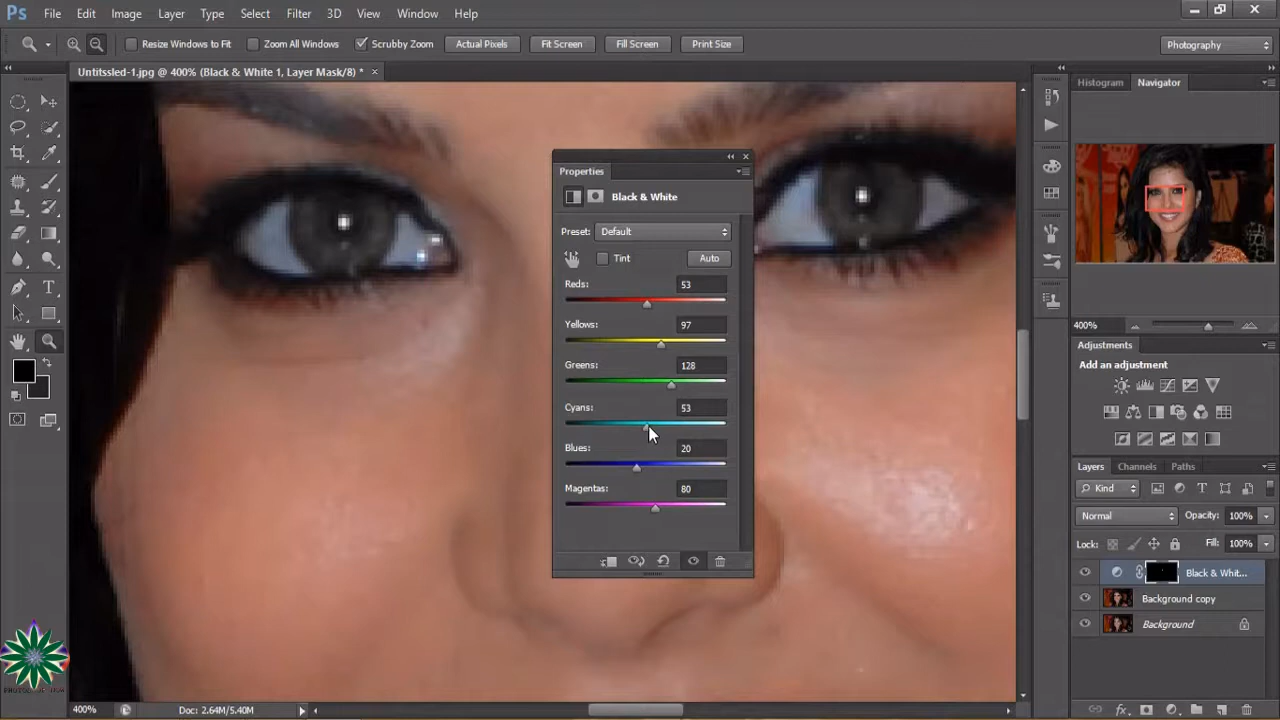 Ps File Edit Image Layer Type Select Filter 3D View Window Help
Resize Windows to Fit Zoom All Windows Scrubby Zoom Actual Pixels Fit Screen Fill Screen Print Size Photography
Untitssled-1.jpg @ 400% (Black & White 1, Layer Mask/8) *
Histogram Navigator
Properties
Black & White
Preset: Default
Tint Auto
Reds: 53
Yellows: 97
Greens: 128
Cyans: 53
Blues: 20
Magentas: 80
400%
Adjustments
Add an adjustment
Layers Channels Paths
Kind
Normal Opacity: 100%
Lock: Fill: 100%
Black & Whit...
Background copy
Background
fx
400% Doc: 2.64M/5.40M